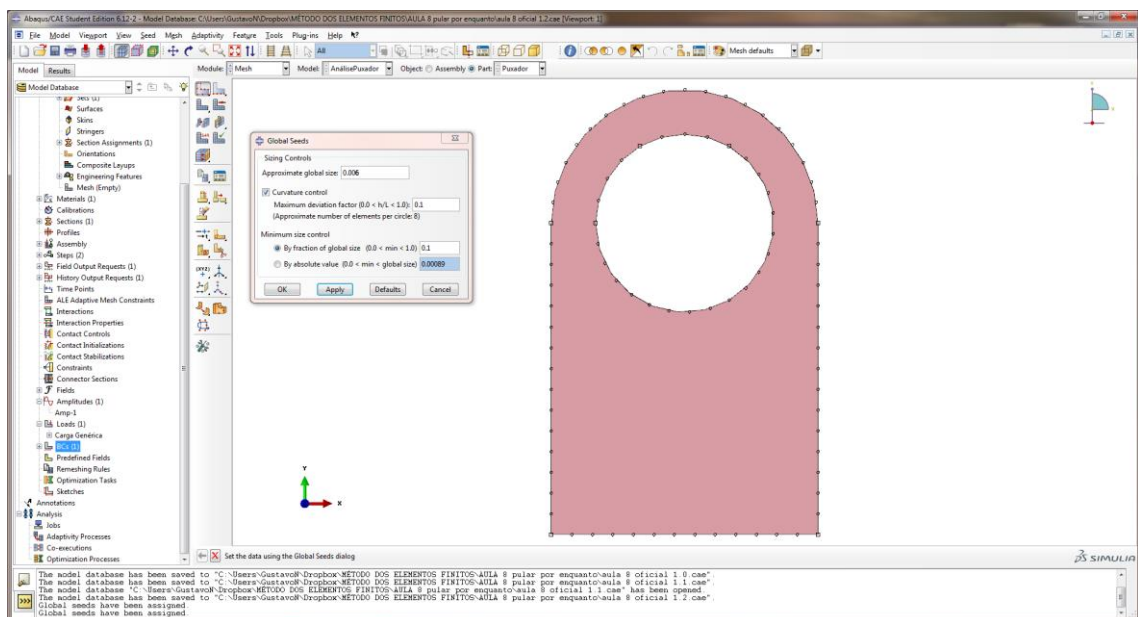 Abaqus/CAE Student Edition 6.12-2 - Model Database: C:\Users\GustavoN\Dropbox\MÉTODO DOS ELEMENTOS FINITOS\AULA 8 pular por enquanto\aula 8 oficial 1.2.cae [Viewport: 1]
File Model Viewport View Seed Mesh Adaptivity Feature Tools Plug-ins Help
All
Mesh defaults
Model Results
Module: Mesh Model: AnálisePuxador Object: Assembly Part: Puxador
Model Database
Sets (1)
Surfaces
Skins
Stringers
Section Assignments (1)
Orientations
Composite Layups
Engineering Features
Mesh (Empty)
Materials (1)
Calibrations
Sections (1)
Profiles
Assembly
Steps (2)
Field Output Requests (1)
History Output Requests (1)
Time Points
ALE Adaptive Mesh Constraints
Interactions
Interaction Properties
Contact Controls
Contact Initializations
Contact Stabilizations
Constraints
Connector Sections
Fields
Amplitudes (1)
Amp-1
Loads (1)
Carga Genérica
BCs (1)
Predefined Fields
Remeshing Rules
Optimization Tasks
Sketches
Annotations
Analysis
Jobs
Adaptivity Processes
Co-executions
Optimization Processes
(XYZ)
Global Seeds
Sizing Controls
Approximate global size: 0.006
Curvature control
Maximum deviation factor (0.0 < h/L < 1.0): 0.1
(Approximate number of elements per circle: 8)
Minimum size control
By fraction of global size (0.0 < min < 1.0) 0.1
By absolute value (0.0 < min < global size) 0.00089
OK Apply Defaults Cancel
Y
X
Set the data using the Global Seeds dialog
SIMULIA
The model database has been saved to "C:\Users\GustavoN\Dropbox\MÉTODO DOS ELEMENTOS FINITOS\AULA 8 pular por enquanto\aula 8 oficial 1.0.cae".
The model database has been saved to "C:\Users\GustavoN\Dropbox\MÉTODO DOS ELEMENTOS FINITOS\AULA 8 pular por enquanto\aula 8 oficial 1.1.cae".
The model database "C:\Users\GustavoN\Dropbox\MÉTODO DOS ELEMENTOS FINITOS\AULA 8 pular por enquanto\aula 8 oficial 1.1.cae" has been opened.
The model database has been saved to "C:\Users\GustavoN\Dropbox\MÉTODO DOS ELEMENTOS FINITOS\AULA 8 pular por enquanto\aula 8 oficial 1.2.cae".
Global seeds have been assigned.
Global seeds have been assigned.